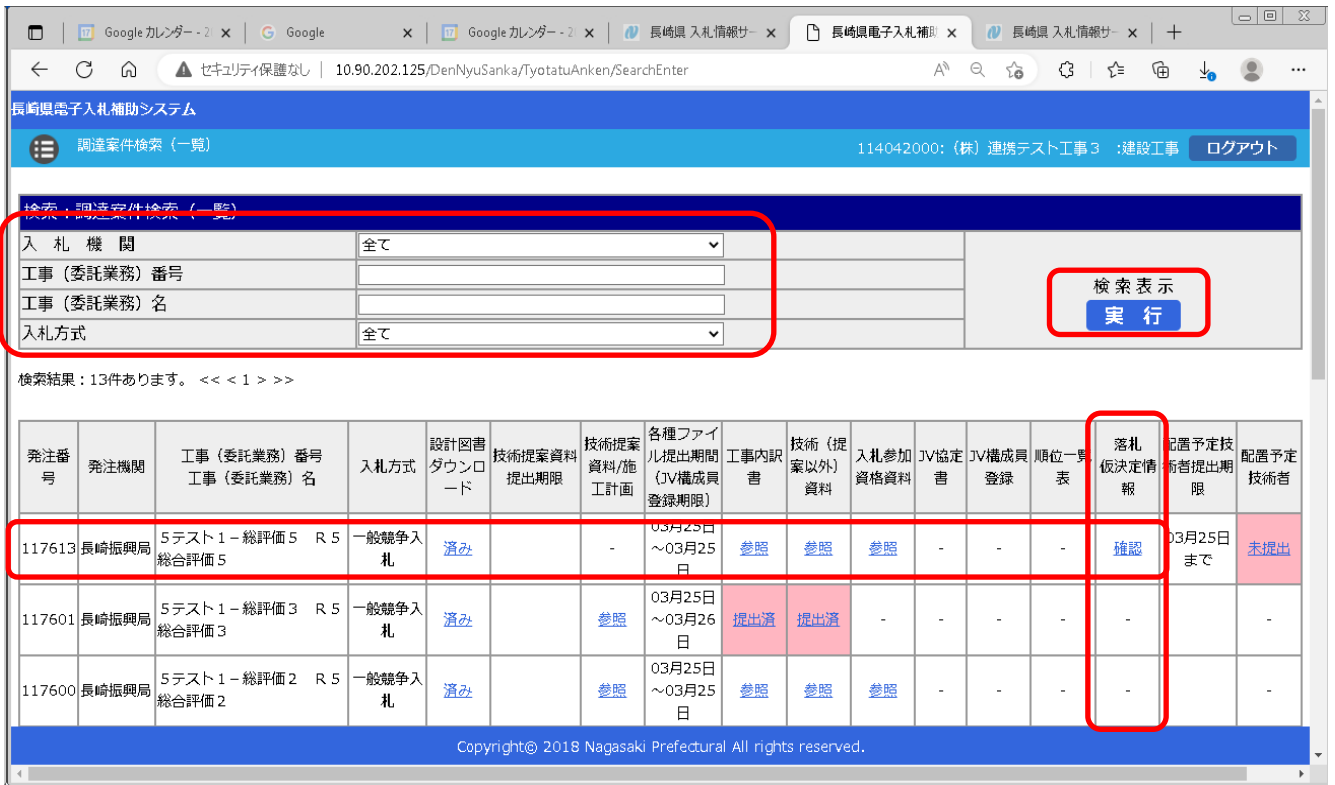 Google カレンダー - 2
Google
Google カレンダー - 2
長崎県 入札情報サー
長崎県電子入札補助
長崎県 入札情報サー
セキュリティ保護なし | 10.90.202.125/DenNyuSanka/TyotatuAnken/SearchEnter
長崎県電子入札補助システム
調達案件検索（一覧）
114042000:（株）連携テスト工事３ :建設工事
ログアウト
検索：調達案件検索（一覧）
入 札 機 関
全て
工事（委託業務）番号
工事（委託業務）名
入札方式
全て
検索表示
実 行
検索結果：13件あります。 << < 1 > >>
発注番
号
発注機関
工事（委託業務）番号
工事（委託業務）名
入札方式
設計図書
ダウンロ
ード
技術提案資料
提出期限
技術提案
資料/施
工計画
各種ファイ
ル提出期間
（JV構成員
登録期限）
工事内訳
書
技術（提
案以外）
資料
入札参加
資格資料
JV協定
書
JV構成員
登録
順位一覧
表
落札
仮決定情
報
配置予定技
術者提出期
限
配置予定
技術者
117613
長崎振興局
５テスト１－総評価５ Ｒ５
総合評価５
一般競争入
札
済み
-
03月25日
～03月25
日
参照
参照
参照
-
-
-
確認
03月25日
まで
未提出
117601
長崎振興局
５テスト１－総評価３ Ｒ５
総合評価３
一般競争入
札
済み
参照
03月25日
～03月26
日
提出済
提出済
-
-
-
-
-
-
117600
長崎振興局
５テスト１－総評価２ Ｒ５
総合評価２
一般競争入
札
済み
参照
03月25日
～03月25
日
参照
参照
参照
-
-
-
-
-
Copyright© 2018 Nagasaki Prefectural All rights reserved.